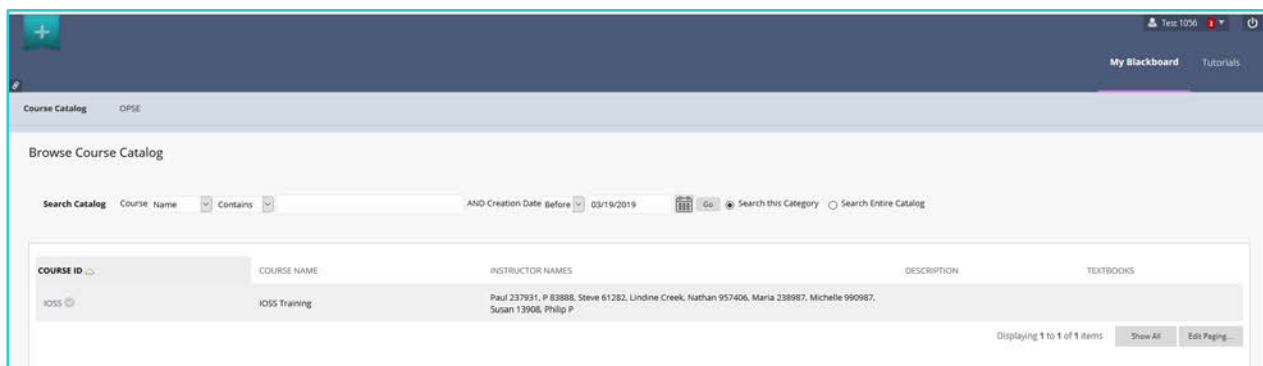 Test 1056 3
My Blackboard Tutorials
Course Catalog OPSE
Browse Course Catalog
Search Catalog Course Name Contains AND Creation Date Before 03/19/2019 Go Search this Category Search Entire Catalog
COURSE ID COURSE NAME INSTRUCTOR NAMES DESCRIPTION TEXTBOOKS
IOSS IOSS Training Paul 237931, P 83888, Steve 61282, Lindine Creek, Nathan 957406, Maria 238987, Michelle 990987,
Susan 13908, Philip P
Displaying 1 to 1 of 1 items Show All Edit Paging...